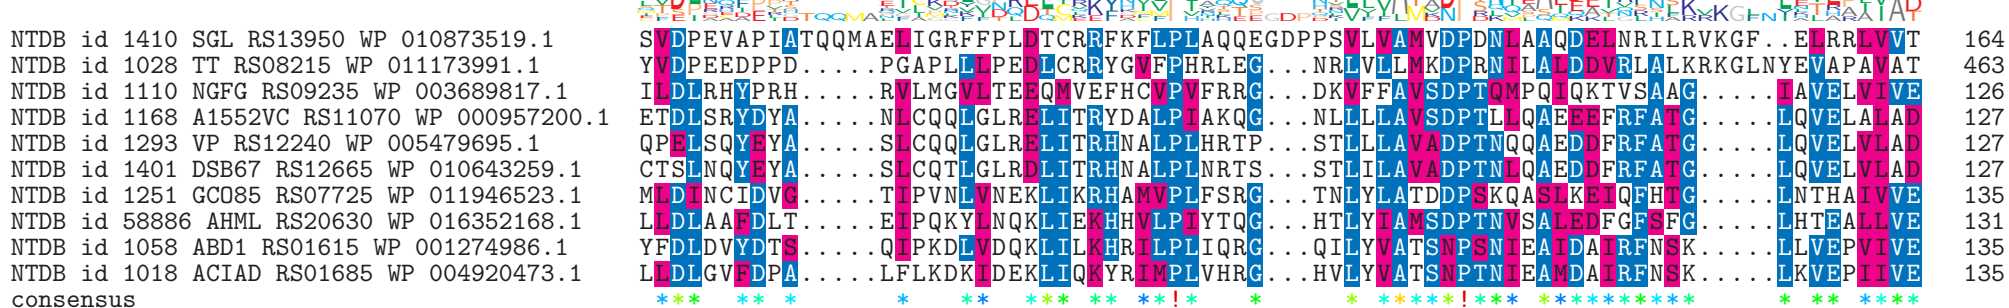 NTDB id 1410 SGL RS13950 WP 010873519.1 SVDPEVAPIATQQMAELIGRFFPLDTCRRFKFLPLAQQEGDPPSVLVAMVDPDNLAAQDELNRILRVKGF..ELRRLVVT 164
NTDB id 1028 TT RS08215 WP 011173991.1 YVDPEEDPPD.....PGAPLLLPEDLCRRYGVFPHRLEG...NRLVLLMKDPRNILALDDVRLALKRKGLNYEVAPAVAT 463
NTDB id 1110 NGFG RS09235 WP 003689817.1 ILDLRHYPRH.....RVLMGVLTEEQMVEFHCVPVFRRG...DKVFFAVSDPTQMPQIQKTVSAAG.....IAVELVIVE 126
NTDB id 1168 A1552VC RS11070 WP 000957200.1 ETDLSRYDYA.....NLCQQLGLRELITRYDALPIAKQG...NLLLLAVSDPTLLQAEEEFRFATG.....LQVELALAD 127
NTDB id 1293 VP RS12240 WP 005479695.1 QPELSQYEYA.....SLCQQLGLRELITRHNALPLHRTP...STLLLAVADPTNQQAEDDFRFATG.....LQVELVLAD 127
NTDB id 1401 DSB67 RS12665 WP 010643259.1 CTSLNQYEYA.....SLCQTLGLRDLITRHNALPLNRTS...STLILAVADPTNLQAEDDFRFATG.....LQVELVLAD 127
NTDB id 1251 GCO85 RS07725 WP 011946523.1 MLDINCIDVG.....TIPVNLVNEKLIKRHAMVPLFSRG...TNLYLATDDPSKQASLKEIQFHTG.....LNTHAIVVE 135
NTDB id 58886 AHML RS20630 WP 016352168.1 LLDLAAFDLT.....EIPQKYLNQKLIEKHHVLPIYTQG...HTLYIAMSDPTNVSALEDFGFSFG.....LHTEALLVE 131
NTDB id 1058 ABD1 RS01615 WP 001274986.1 YFDLDVYDTS.....QIPKDLVDQKLILKHRILPLIQRG...QILYVATSNPSNIEAIDAIRFNSK.....LLVEPVIVE 135
NTDB id 1018 ACIAD RS01685 WP 004920473.1 LLDLGVFDPA.....LFLKDKIDEKLIQKYRIMPLVHRG...HVLYVATSNPTNIEAMDAIRFNSK.....LKVEPIIVE 135
consensus *** ** * * ** **** ** **!* * * *****!**** ********** * ** * ****